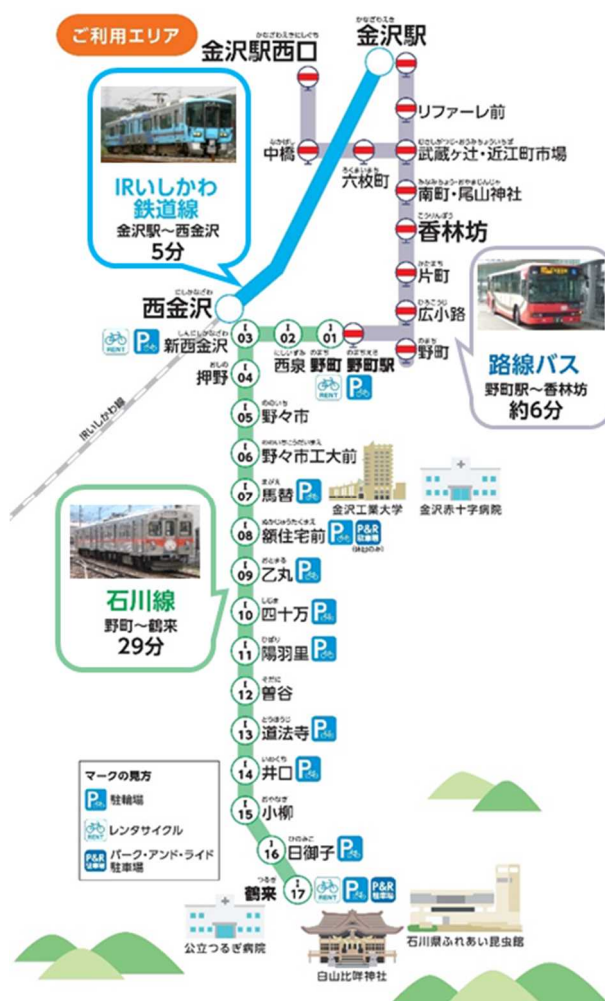 ご利用エリア
かなざわえきにしぐち
金沢駅西口
かなざわえき
金沢駅
リファーレ前
なかばし
中橋
ろくまいまち
六枚町
むさしがつじ・おうみちょういちば
武蔵ヶ辻・近江町市場
みなみちょう・おやまじんじゃ
南町・尾山神社
こうりんぼう
香林坊
かたまち
片町
ひろこうじ
広小路
のまち
野町
IRいしかわ
鉄道線
金沢駅~西金沢
5分
路線バス
野町駅~香林坊
約6分
にしかなざわ
西金沢
RENT
P
しんにしかなざわ
新西金沢
I
03
I
02
にしいずみ
西泉
I
01
のまち
野町
のまちえき
野町駅
RENT
P
IRいしかわ線
おしの
押野
I
04
ののいち
野々市
I
05
ののいちこうだいまえ
野々市工大前
I
06
まがえ
馬替
I
07
P
金沢工業大学
金沢赤十字病院
ぬかじゅうたくまえ
額住宅前
I
08
P
P&R
駐車場
おとまる
乙丸
I
09
P
しじま
四十万
I
10
P
ひばり
陽羽里
I
11
P
そだに
曽谷
I
12
どうほうじ
道法寺
I
13
P
いのくち
井口
I
14
P
おやなぎ
小柳
I
15
ひのみこ
日御子
I
16
P
つるぎ
鶴来
I
17
RENT
P
P&R
駐車場
石川線
野町~鶴来
29分
マークの見方
P
駐輪場
RENT
レンタサイクル
P&R
駐車場
パーク・アンド・ライド
駐車場
公立つるぎ病院
白山比咩神社
石川県ふれあい昆虫館